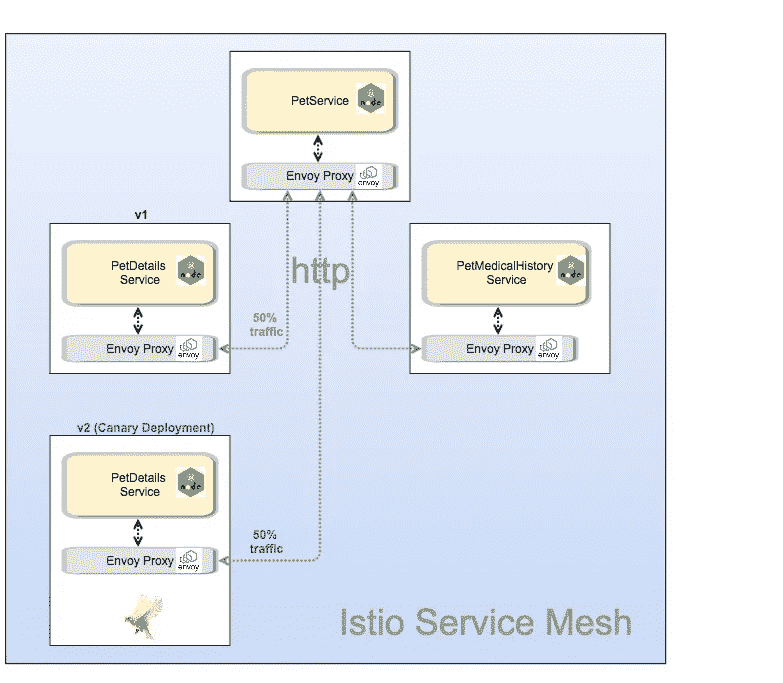 PetService
node
Envoy Proxy
envoy
v1
PetDetails
Service
node
Envoy Proxy
envoy
http
PetMedicalHistory
Service
node
Envoy Proxy
envoy
50%
traffic
v2 (Canary Deployment)
PetDetails
Service
node
Envoy Proxy
envoy
50%
traffic
Istio Service Mesh